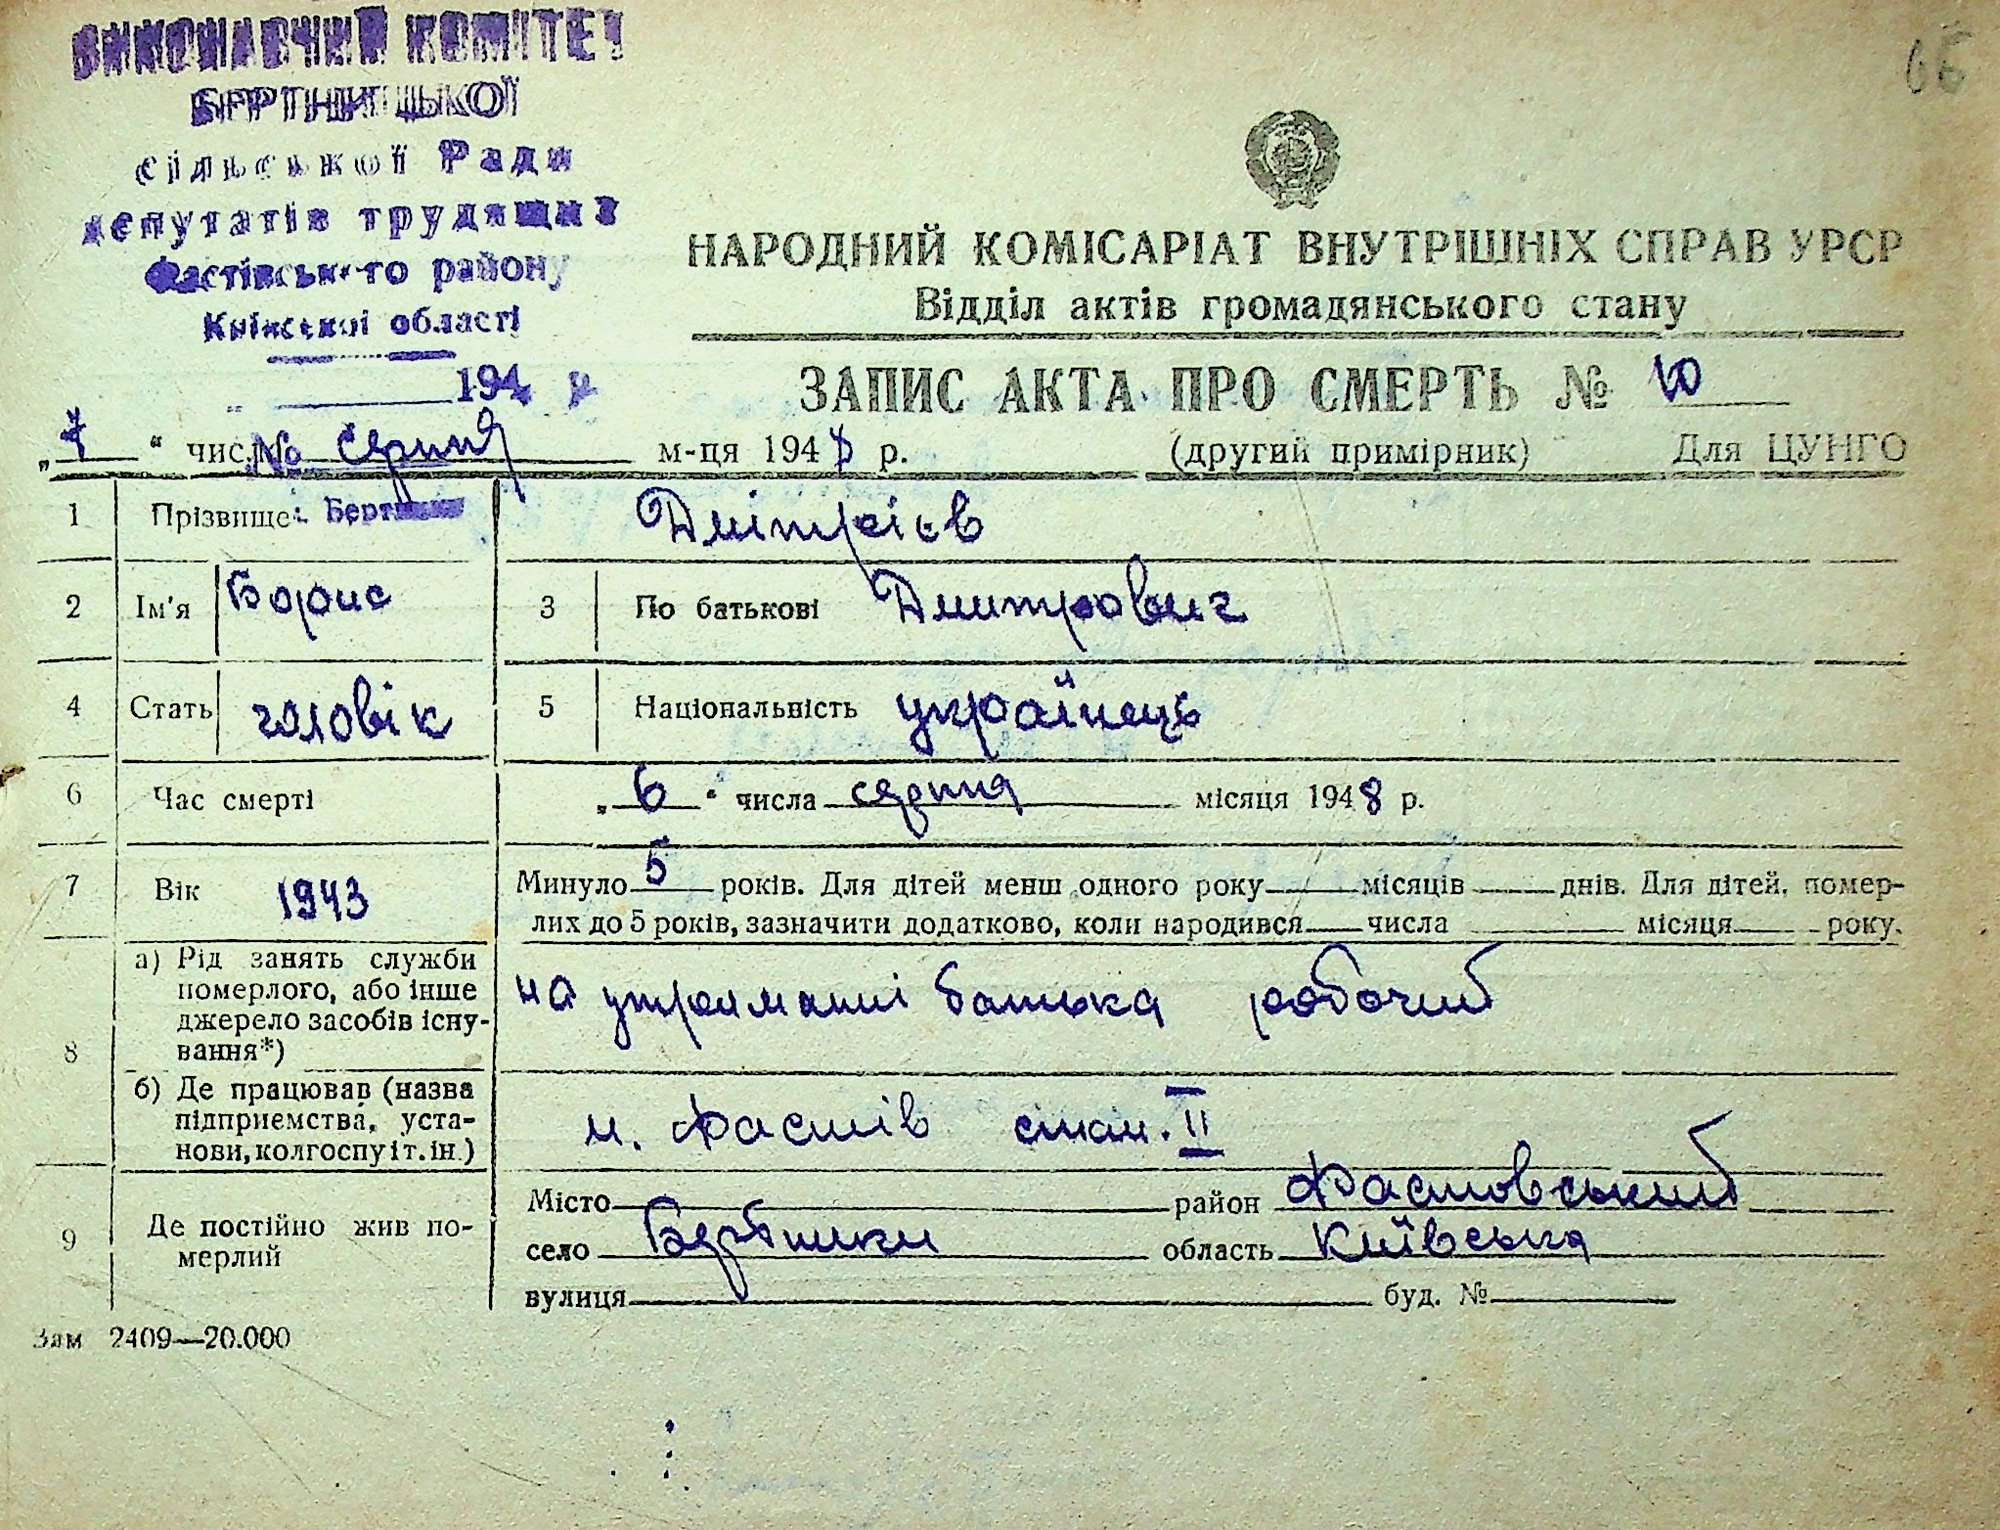 ВИКОНАВЧИЙ КОМІТЕТ
сільської Ради
депутатів трудящих
Фастівського району
Київської області
194 р
66
НАРОДНИЙ КОМІСАРІАТ ВНУТРІШНІХ СПРАВ УРСР
Відділ актів громадянського стану
ЗАПИС АКТА ПРО СМЕРТЬ № 10
„7“ числ № серпня м-ця 1948 р. (другий примірник) Для ЦУНГО
1 Прізвище Дмітрієв
2 Ім'я Борис 3 По батькові Дмитрович
4 Стать чоловік 5 Національність українець
6 Час смерті „6“ числа серпня місяця 1948 р.
7 Вік 1943 Минуло 5 років. Для дітей менш одного року місяців днів. Для дітей, помер-
лих до 5 років, зазначити додатково, коли народився числа місяця року.
8 а) Рід занять служби
померлого, або інше
джерело засобів існу-
вання*)
на утриманні батька робочий
б) Де працював (назва
підприємства, уста-
нови, колгоспу і т. ін.)
м. Фастів стан. II
9 Де постійно жив по-
мерлий
Місто район Фастовський
село область Київська
вулиця буд. №
Зам 2409—20.000